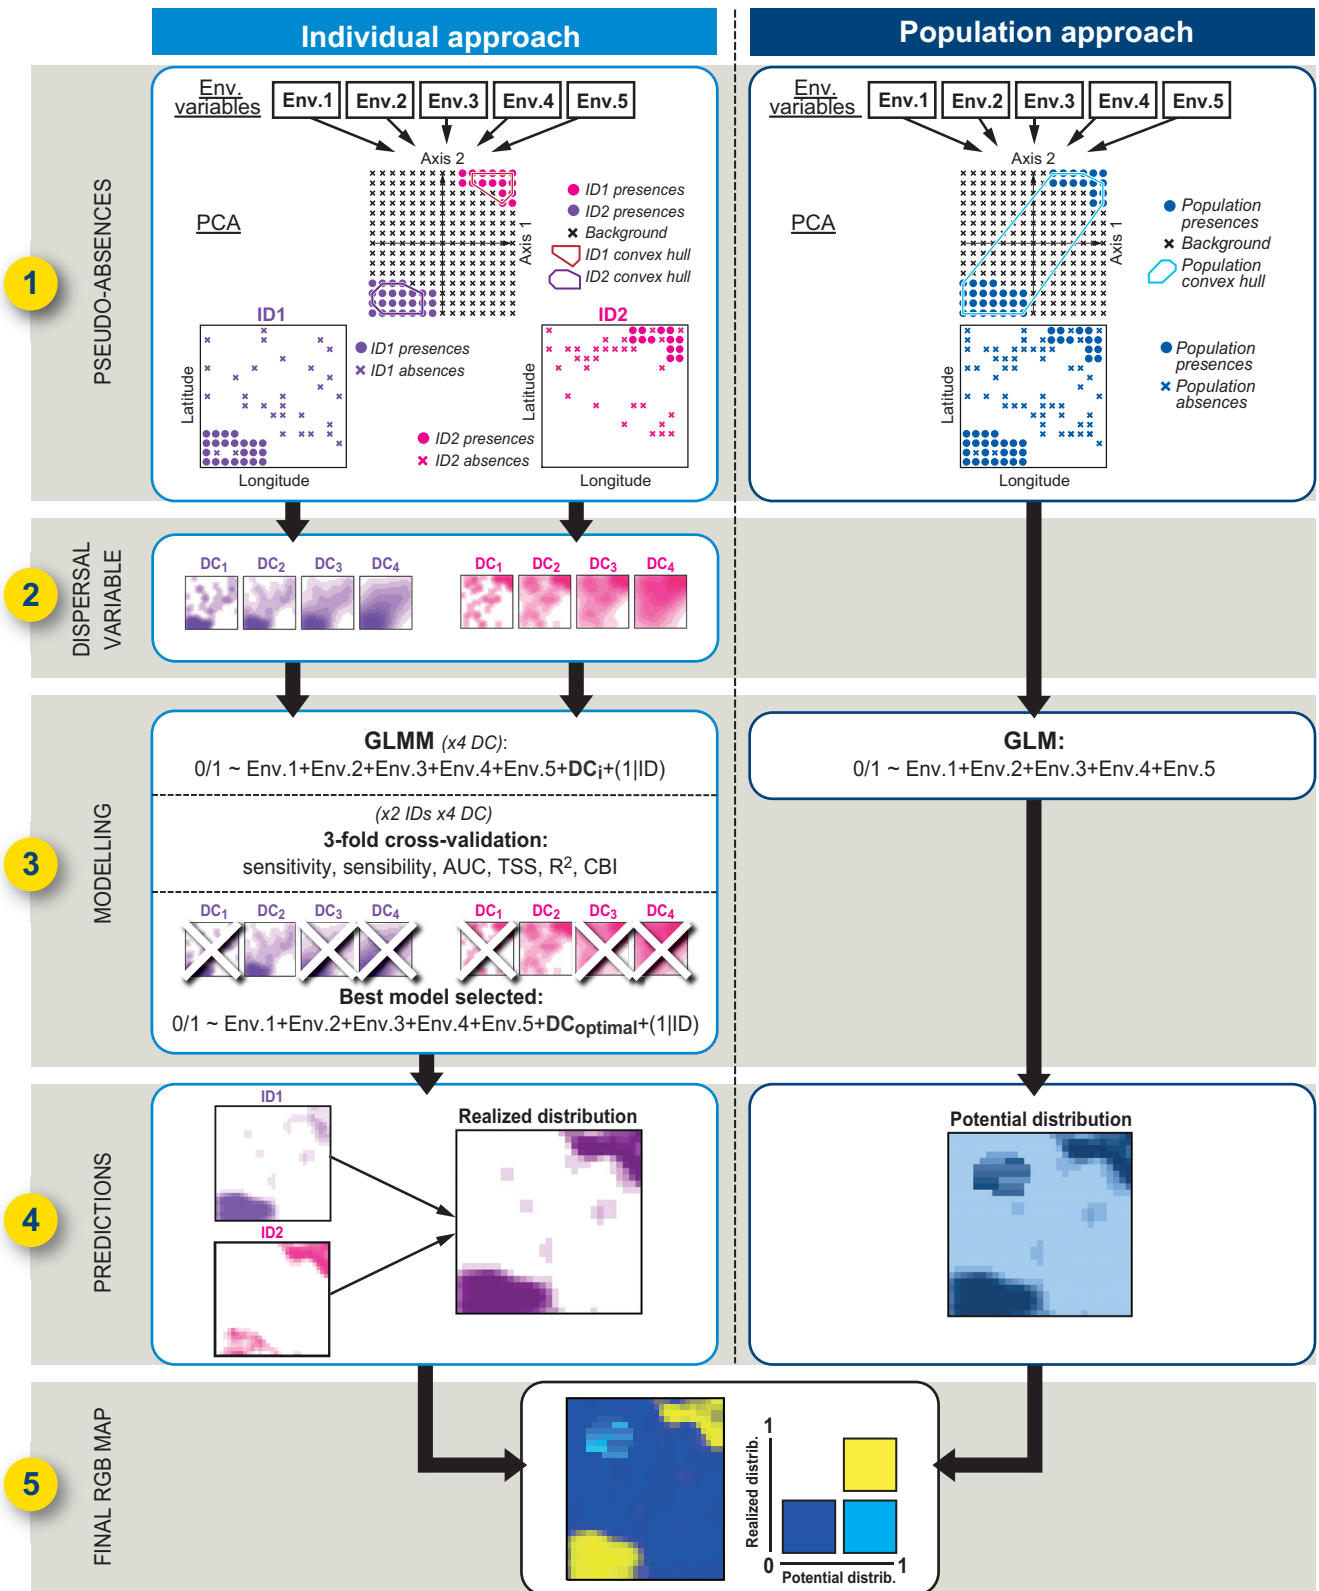 Individual approach
Population approach
1
PSEUDO-ABSENCES
Env. variables
Env.1
Env.2
Env.3
Env.4
Env.5
Axis 2
Axis 1
PCA
ID1 presences
ID2 presences
Background
ID1 convex hull
ID2 convex hull
ID1
Latitude
Longitude
ID1 presences
ID1 absences
ID2
Latitude
Longitude
ID2 presences
ID2 absences
Env. variables
Env.1
Env.2
Env.3
Env.4
Env.5
Axis 2
Axis 1
PCA
Population presences
Background
Population convex hull
Latitude
Longitude
Population presences
Population absences
2
DISPERSAL VARIABLE
DC1
DC2
DC3
DC4
DC1
DC2
DC3
DC4
3
MODELLING
GLMM (x4 DC):
0/1 ~ Env.1+Env.2+Env.3+Env.4+Env.5+DCi+(1|ID)
(x2 IDs x4 DC)
3-fold cross-validation:
sensitivity, sensibility, AUC, TSS, R2, CBI
DC1
DC2
DC3
DC4
DC1
DC2
DC3
DC4
Best model selected:
0/1 ~ Env.1+Env.2+Env.3+Env.4+Env.5+DCoptimal+(1|ID)
GLM:
0/1 ~ Env.1+Env.2+Env.3+Env.4+Env.5
4
PREDICTIONS
ID1
ID2
Realized distribution
Potential distribution
5
FINAL RGB MAP
1
Realized distrib.
0
1
Potential distrib.